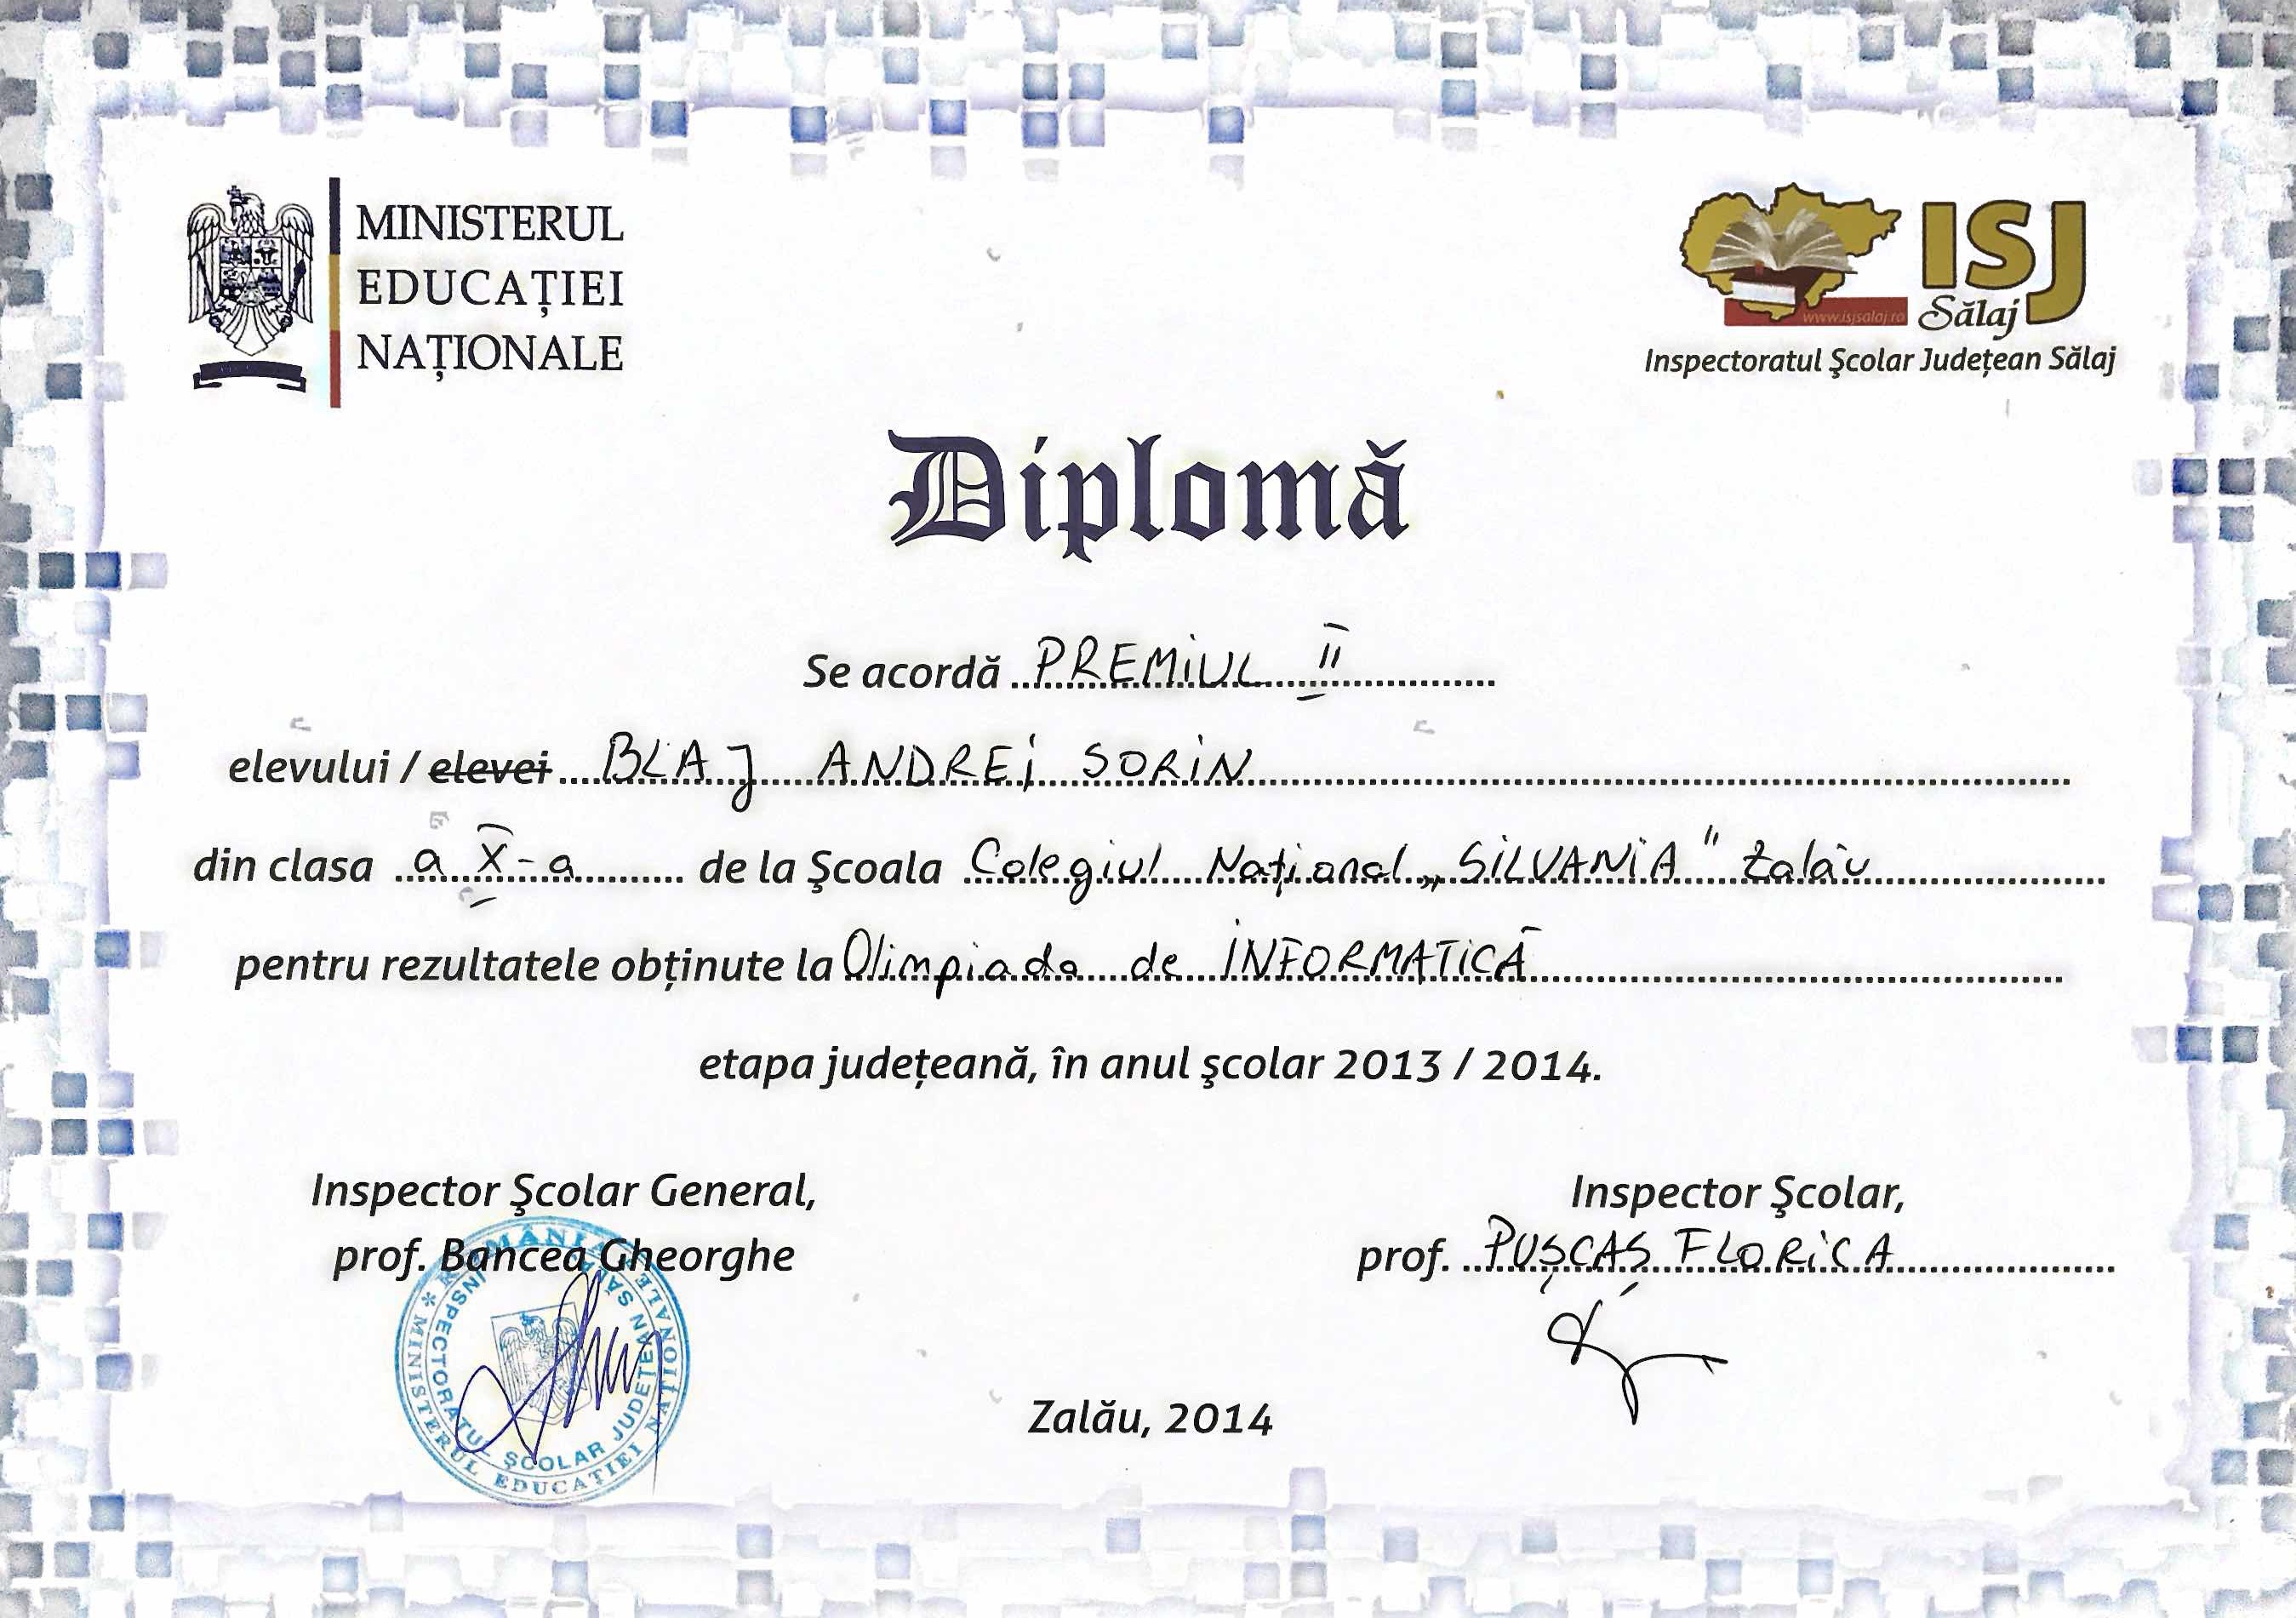 MINISTERUL
EDUCAȚIEI
NAȚIONALE
ISJ
Sălaj
www.isjsalaj.ro
Inspectoratul Şcolar Județean Sălaj
Diplomă
Se acordă PREMIUL II
elevului / elevei BLAJ ANDREI SORIN
din clasa a X-a de la Şcoala Colegiul Național „SILVANIA" Zalău
pentru rezultatele obținute la Olimpiada de INFORMATICĂ
etapa județeană, în anul şcolar 2013 / 2014.
Inspector Şcolar General,
prof. Bancea Gheorghe
Inspector Şcolar,
prof. PUȘCAȘ FLORICA
ROMÂNIA * MINISTERUL EDUCAȚIEI NAȚIONALE
INSPECTORATUL ŞCOLAR JUDEȚEAN SĂLAJ
Zalău, 2014